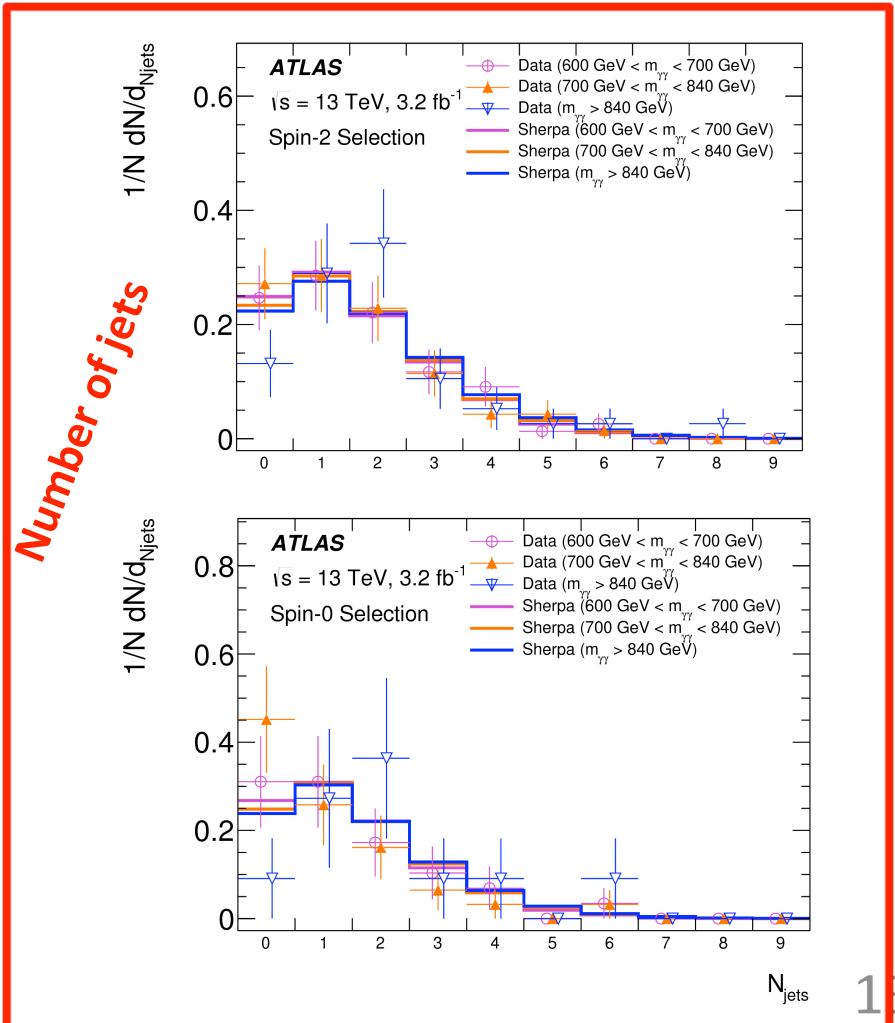 Number of jets
1/N dN/dNjets
ATLAS
√s = 13 TeV, 3.2 fb-1
Spin-2 Selection
Data (600 GeV < mγγ < 700 GeV)
Data (700 GeV < mγγ < 840 GeV)
Data (mγγ > 840 GeV)
Sherpa (600 GeV < mγγ < 700 GeV)
Sherpa (700 GeV < mγγ < 840 GeV)
Sherpa (mγγ > 840 GeV)
0.6
0.4
0.2
0
0 1 2 3 4 5 6 7 8 9
1/N dN/dNjets
ATLAS
√s = 13 TeV, 3.2 fb-1
Spin-0 Selection
Data (600 GeV < mγγ < 700 GeV)
Data (700 GeV < mγγ < 840 GeV)
Data (mγγ > 840 GeV)
Sherpa (600 GeV < mγγ < 700 GeV)
Sherpa (700 GeV < mγγ < 840 GeV)
Sherpa (mγγ > 840 GeV)
0.8
0.6
0.4
0.2
0
0 1 2 3 4 5 6 7 8 9
Njets